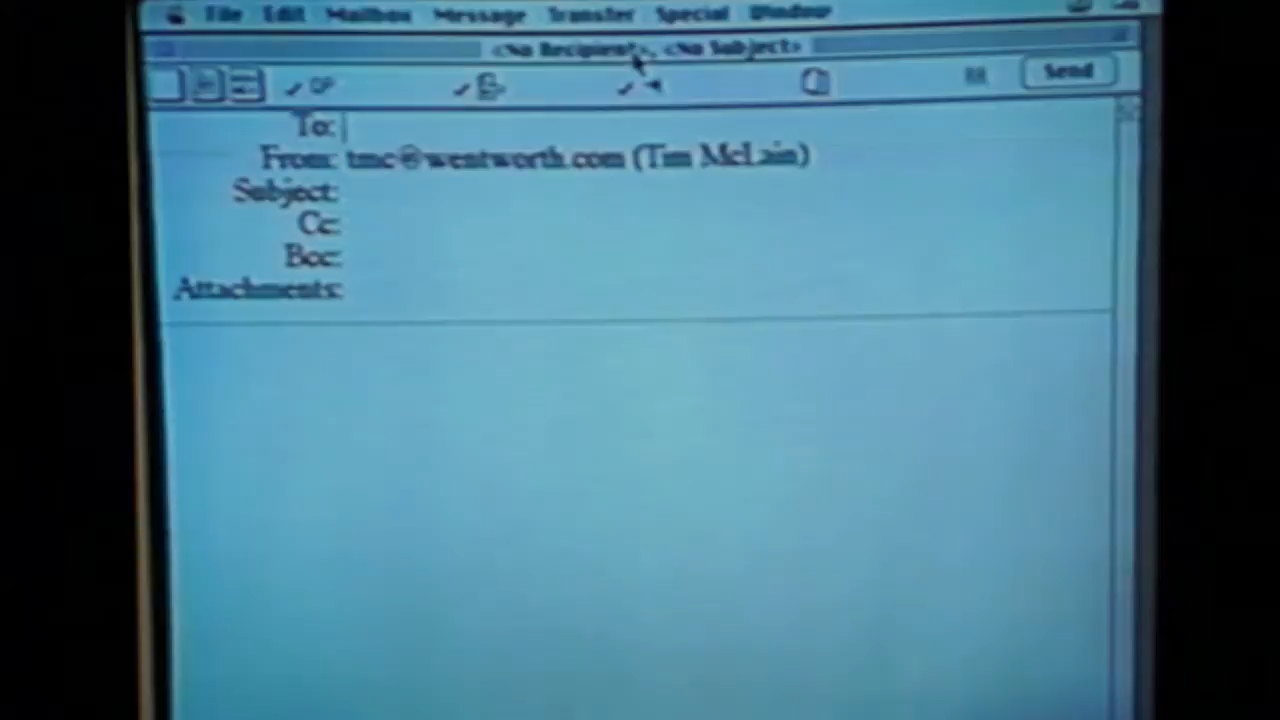 File Edit Mailbox Message Transfer Special Window
<No Recipient>, <No Subject>
Send
To:
From: tmc@wentworth.com (Tim McLain)
Subject:
Cc:
Bcc:
Attachments: